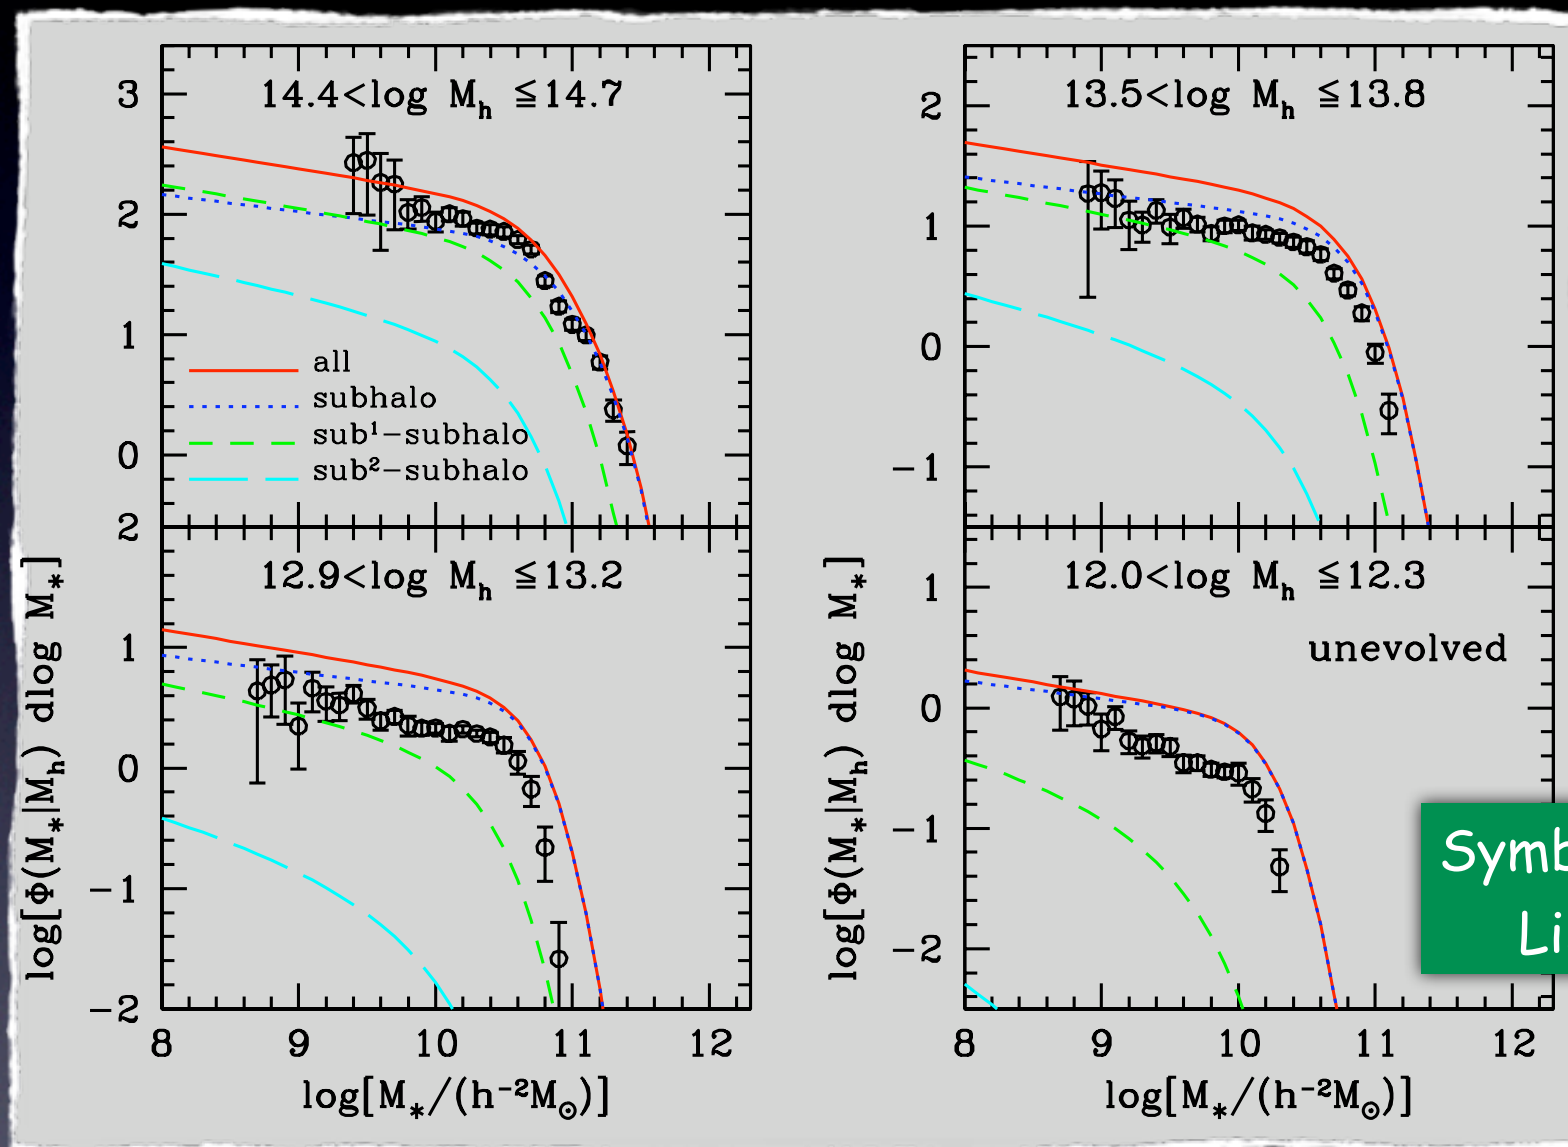 14.4<log M_h ≦14.7
3
2
1
0
all
subhalo
sub¹−subhalo
sub²−subhalo
13.5<log M_h ≦13.8
2
1
0
−1
12.9<log M_h ≦13.2
2
1
0
−1
−2
log[Φ(M_*|M_h) dlog M_*]
8 9 10 11 12
log[M_*/(h⁻²M_⊙)]
12.0<log M_h ≦12.3
unevolved
1
0
−1
−2
log[Φ(M_*|M_h) dlog M_*]
8 9 10 11 12
log[M_*/(h⁻²M_⊙)]